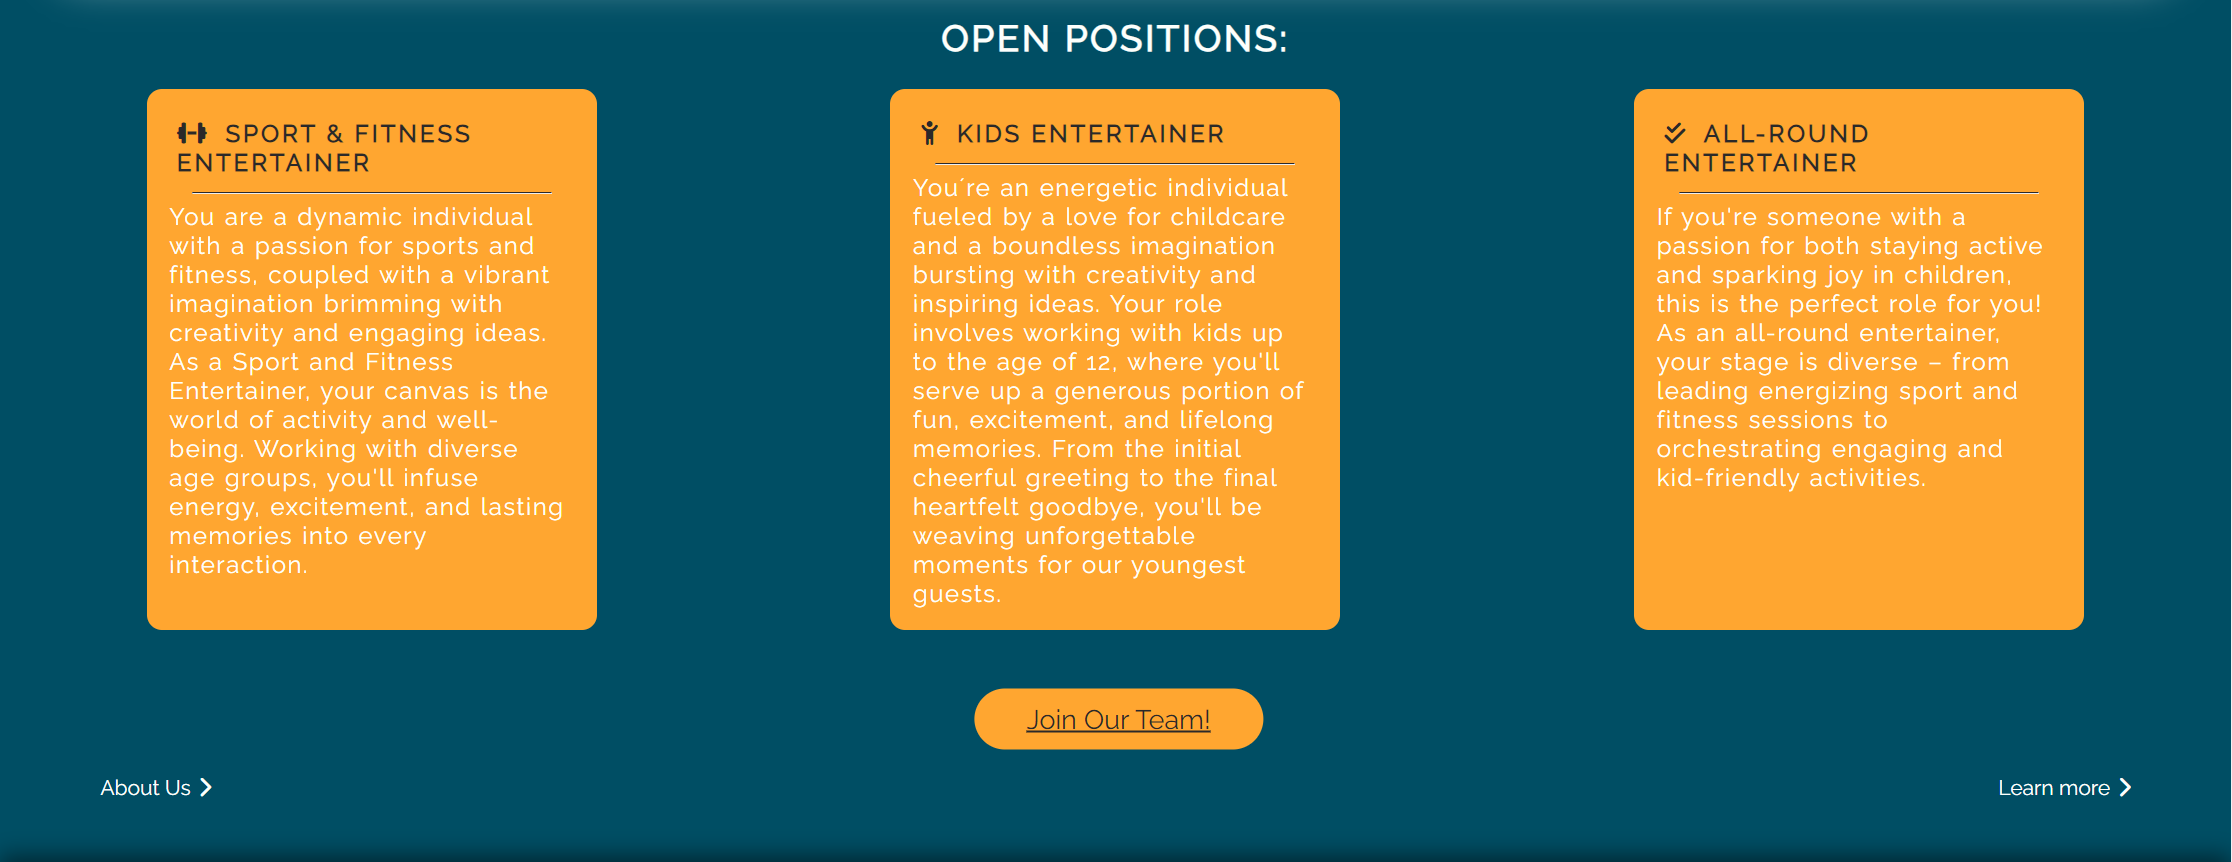 OPEN POSITIONS:
SPORT & FITNESS
ENTERTAINER
You are a dynamic individual
with a passion for sports and
fitness, coupled with a vibrant
imagination brimming with
creativity and engaging ideas.
As a Sport and Fitness
Entertainer, your canvas is the
world of activity and well-
being. Working with diverse
age groups, you'll infuse
energy, excitement, and lasting
memories into every
interaction.
KIDS ENTERTAINER
You´re an energetic individual
fueled by a love for childcare
and a boundless imagination
bursting with creativity and
inspiring ideas. Your role
involves working with kids up
to the age of 12, where you'll
serve up a generous portion of
fun, excitement, and lifelong
memories. From the initial
cheerful greeting to the final
heartfelt goodbye, you'll be
weaving unforgettable
moments for our youngest
guests.
ALL-ROUND
ENTERTAINER
If you're someone with a
passion for both staying active
and sparking joy in children,
this is the perfect role for you!
As an all-round entertainer,
your stage is diverse – from
leading energizing sport and
fitness sessions to
orchestrating engaging and
kid-friendly activities.
Join Our Team!
About Us
Learn more